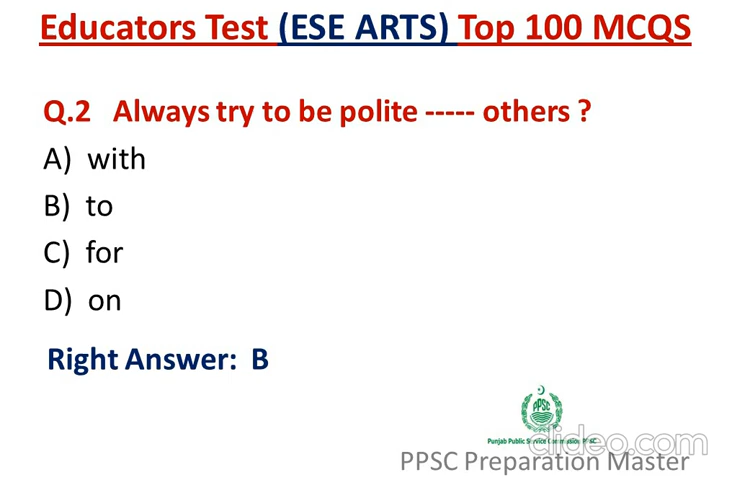 Educators Test (ESE ARTS) Top 100 MCQS
Q.2 Always try to be polite ----- others ?
A) with
B) to
C) for
D) on
Right Answer: B
PPSC
Punjab Public Service Commission PPSC
clideo.com
PPSC Preparation Master